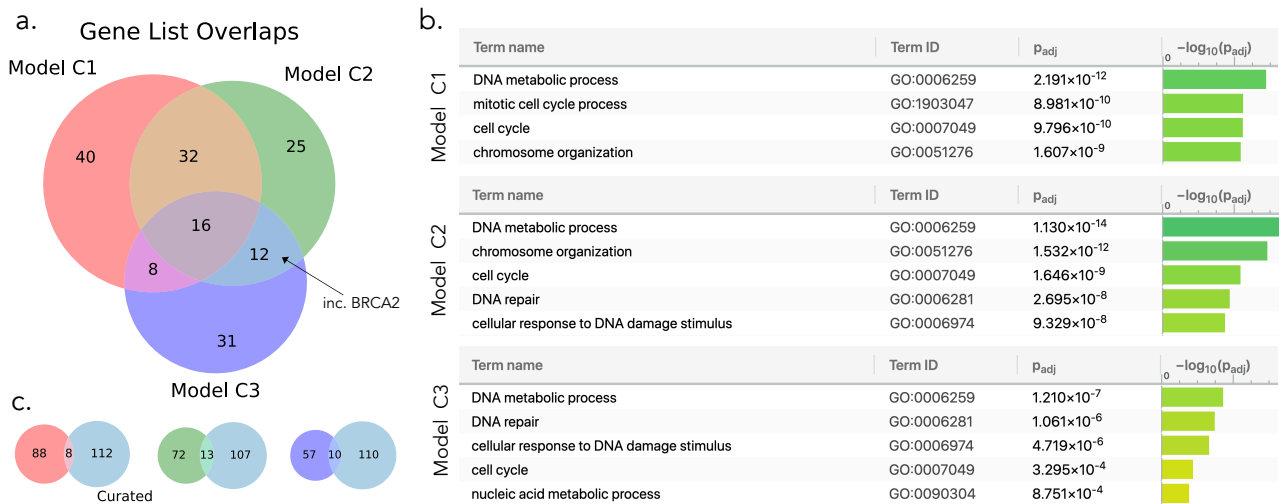 a.
Gene List Overlaps
Model C1
Model C2
40
32
25
16
8
12
inc. BRCA2
31
Model C3
b.
Model C1
Term name Term ID p_adj −log10(p_adj)
0
DNA metabolic process GO:0006259 2.191×10^-12
mitotic cell cycle process GO:1903047 8.981×10^-10
cell cycle GO:0007049 9.796×10^-10
chromosome organization GO:0051276 1.607×10^-9
Model C2
Term name Term ID p_adj −log10(p_adj)
0
DNA metabolic process GO:0006259 1.130×10^-14
chromosome organization GO:0051276 1.532×10^-12
cell cycle GO:0007049 1.646×10^-9
DNA repair GO:0006281 2.695×10^-8
cellular response to DNA damage stimulus GO:0006974 9.329×10^-8
Model C3
Term name Term ID p_adj −log10(p_adj)
0
DNA metabolic process GO:0006259 1.210×10^-7
DNA repair GO:0006281 1.061×10^-6
cellular response to DNA damage stimulus GO:0006974 4.719×10^-6
cell cycle GO:0007049 3.295×10^-4
nucleic acid metabolic process GO:0090304 8.751×10^-4
c.
88 8 112
72 13 107
57 10 110
Curated